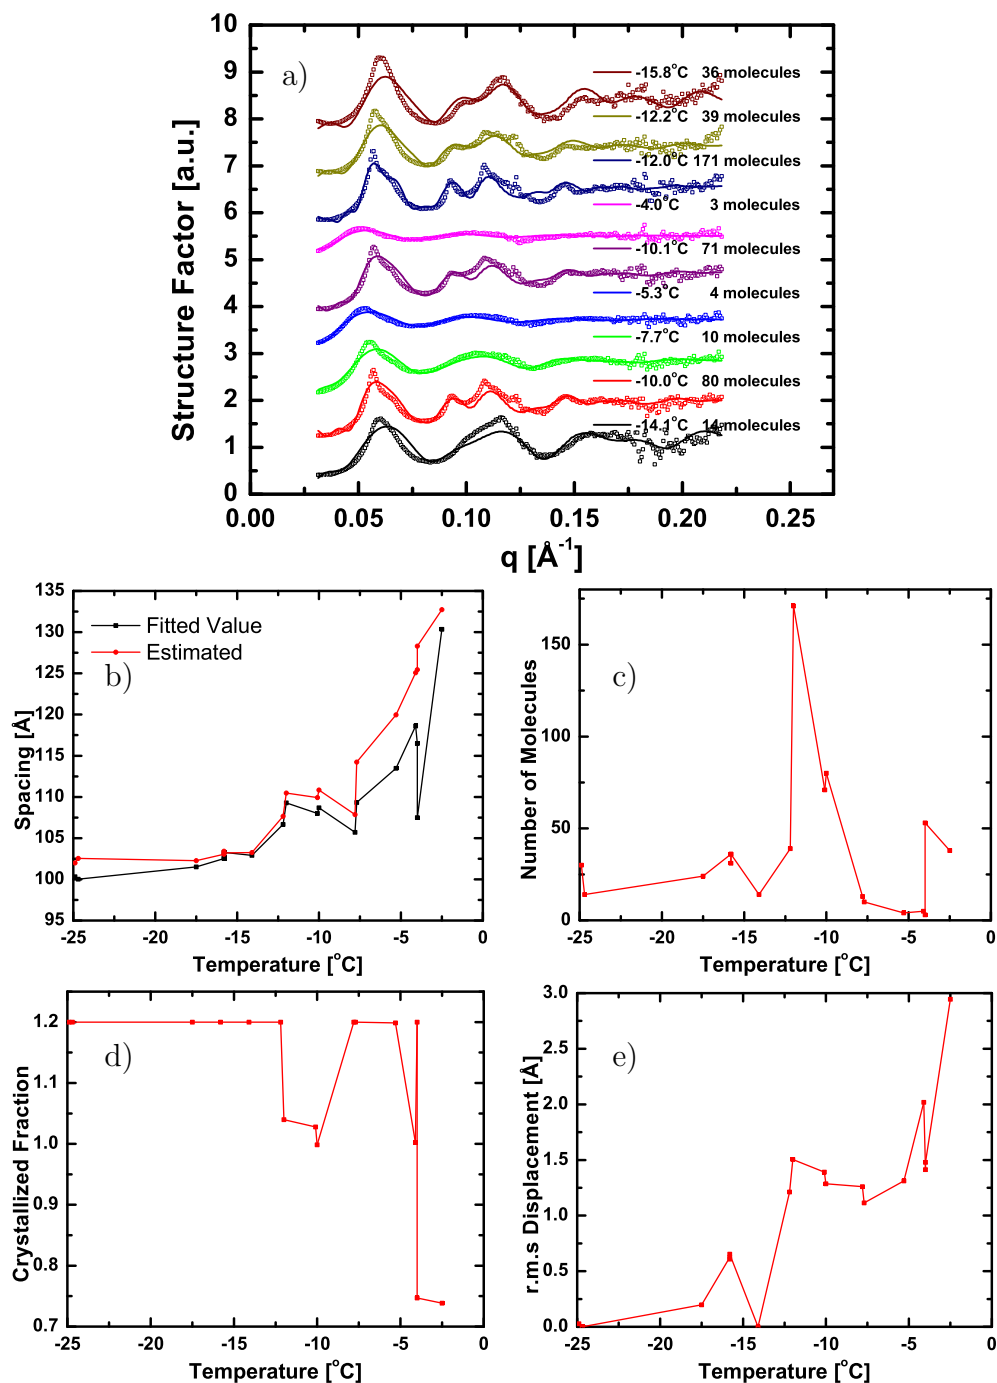 Structure Factor [a.u.]
10
9
8
7
6
5
4
3
2
1
0
a)
-15.8°C 36 molecules
-12.2°C 39 molecules
-12.0°C 171 molecules
-4.0°C 3 molecules
-10.1°C 71 molecules
-5.3°C 4 molecules
-7.7°C 10 molecules
-10.0°C 80 molecules
-14.1°C 14 molecules
0.00 0.05 0.10 0.15 0.20 0.25
q [Å⁻¹]
Spacing [Å]
135
130
125
120
115
110
105
100
95
Fitted Value
Estimated
b)
-25 -20 -15 -10 -5 0
Temperature [°C]
Number of Molecules
150
100
50
0
c)
-25 -20 -15 -10 -5 0
Temperature [°C]
Crystallized Fraction
1.2
1.1
1.0
0.9
0.8
0.7
d)
-25 -20 -15 -10 -5 0
Temperature [°C]
r.m.s Displacement [Å]
3.0
2.5
2.0
1.5
1.0
0.5
0.0
e)
-25 -20 -15 -10 -5 0
Temperature [°C]